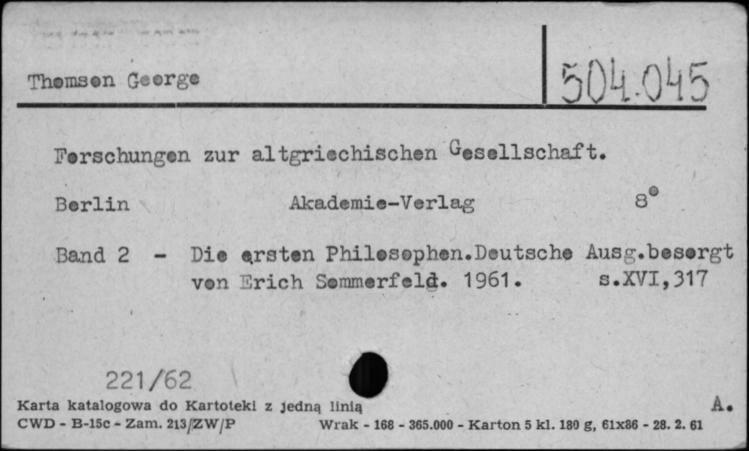 Thomson George
504.045
Forschungen zur altgriechischen Gesellschaft.
Berlin Akademie-Verlag 8°
Band 2 - Die ersten Philosophen.Deutsche Ausg.besorgt
von Erich Sommerfeld. 1961. s.XVI,317
221/62
Karta katalogowa do Kartoteki z jedną linią
A.
CWD - B-15c - Zam. 213/ZW/P Wrak - 168 - 365.000 - Karton 5 kl. 180 g, 61x86 - 28. 2. 61